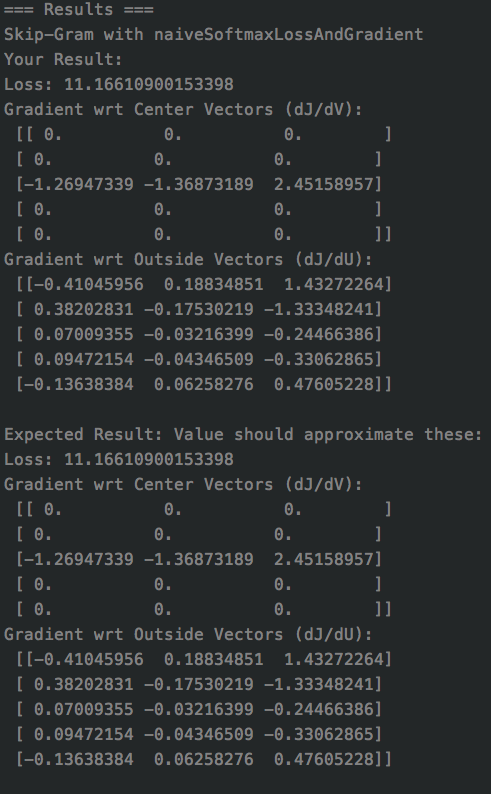 === Results ===
Skip-Gram with naiveSoftmaxLossAndGradient
Your Result:
Loss: 11.16610900153398
Gradient wrt Center Vectors (dJ/dV):
 [[ 0.          0.          0.        ]
 [ 0.          0.          0.        ]
 [-1.26947339 -1.36873189  2.45158957]
 [ 0.          0.          0.        ]
 [ 0.          0.          0.        ]]
Gradient wrt Outside Vectors (dJ/dU):
 [[-0.41045956  0.18834851  1.43272264]
 [ 0.38202831 -0.17530219 -1.33348241]
 [ 0.07009355 -0.03216399 -0.24466386]
 [ 0.09472154 -0.04346509 -0.33062865]
 [-0.13638384  0.06258276  0.47605228]]

Expected Result: Value should approximate these:
Loss: 11.16610900153398
Gradient wrt Center Vectors (dJ/dV):
 [[ 0.          0.          0.        ]
 [ 0.          0.          0.        ]
 [-1.26947339 -1.36873189  2.45158957]
 [ 0.          0.          0.        ]
 [ 0.          0.          0.        ]]
Gradient wrt Outside Vectors (dJ/dU):
 [[-0.41045956  0.18834851  1.43272264]
 [ 0.38202831 -0.17530219 -1.33348241]
 [ 0.07009355 -0.03216399 -0.24466386]
 [ 0.09472154 -0.04346509 -0.33062865]
 [-0.13638384  0.06258276  0.47605228]]